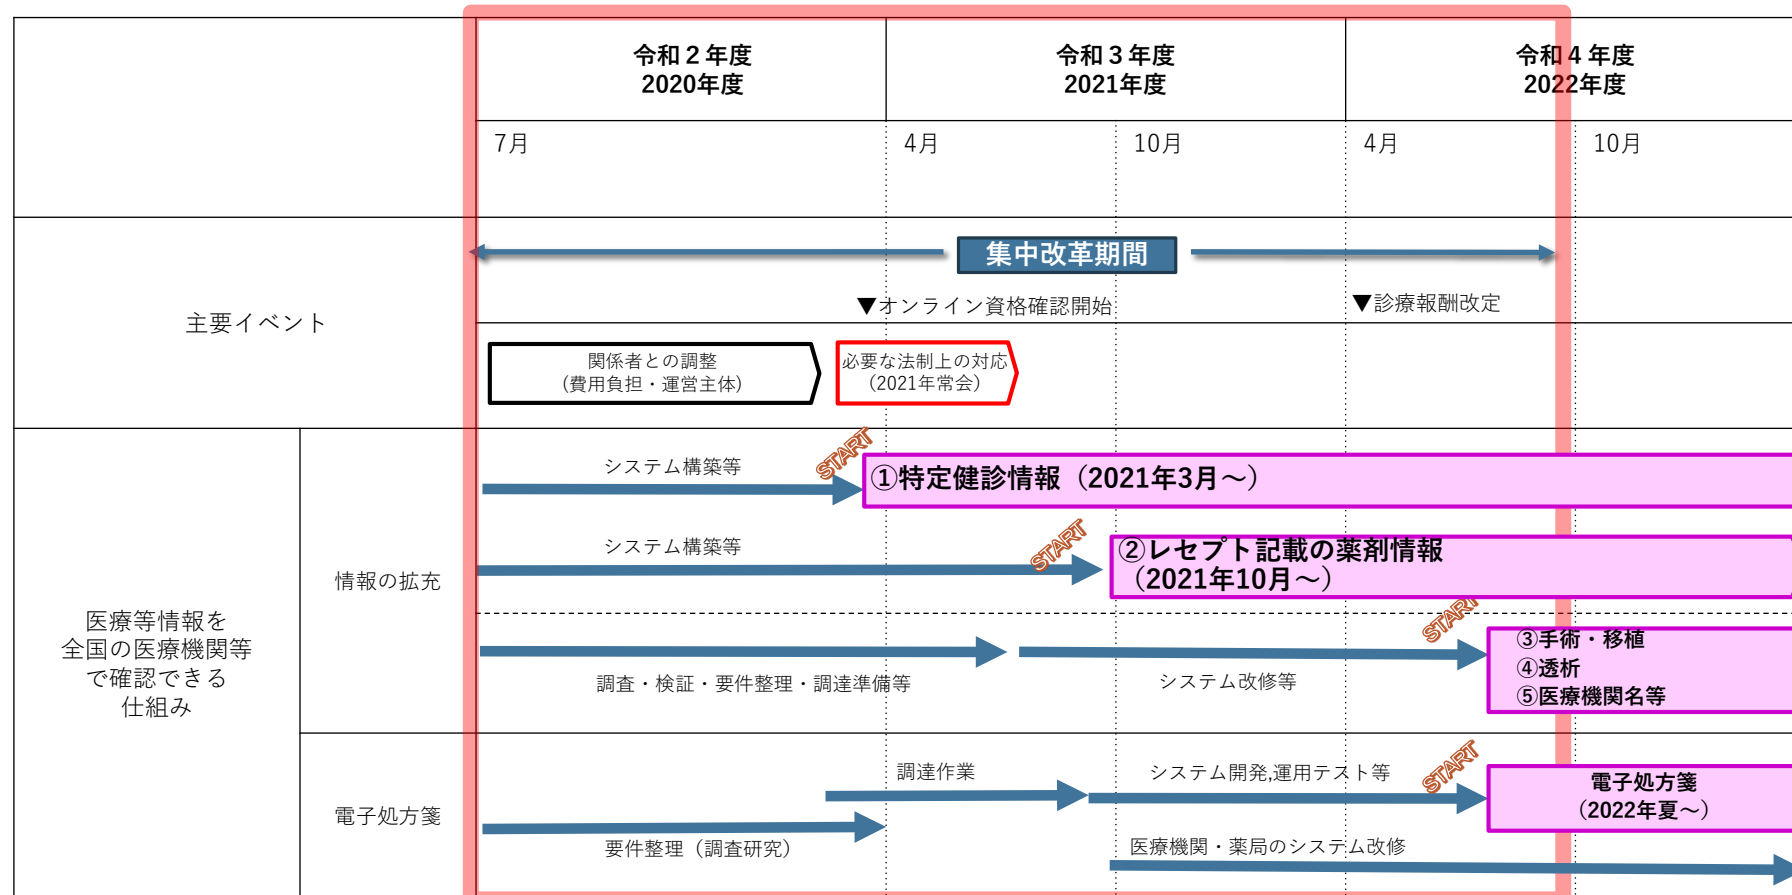 令和２年度
2020年度
令和３年度
2021年度
令和４年度
2022年度
7月
4月
10月
4月
10月
主要イベント
集中改革期間
▼オンライン資格確認開始
▼診療報酬改定
関係者との調整
(費用負担・運営主体)
必要な法制上の対応
（2021年常会）
医療等情報を
全国の医療機関等
で確認できる
仕組み
情報の拡充
システム構築等
START
①特定健診情報（2021年3月～）
システム構築等
START
②レセプト記載の薬剤情報
（2021年10月～）
調査・検証・要件整理・調達準備等
システム改修等
START
③手術・移植
④透析
⑤医療機関名等
電子処方箋
調達作業
システム開発,運用テスト等
START
電子処方箋
（2022年夏～）
要件整理（調査研究）
医療機関・薬局のシステム改修